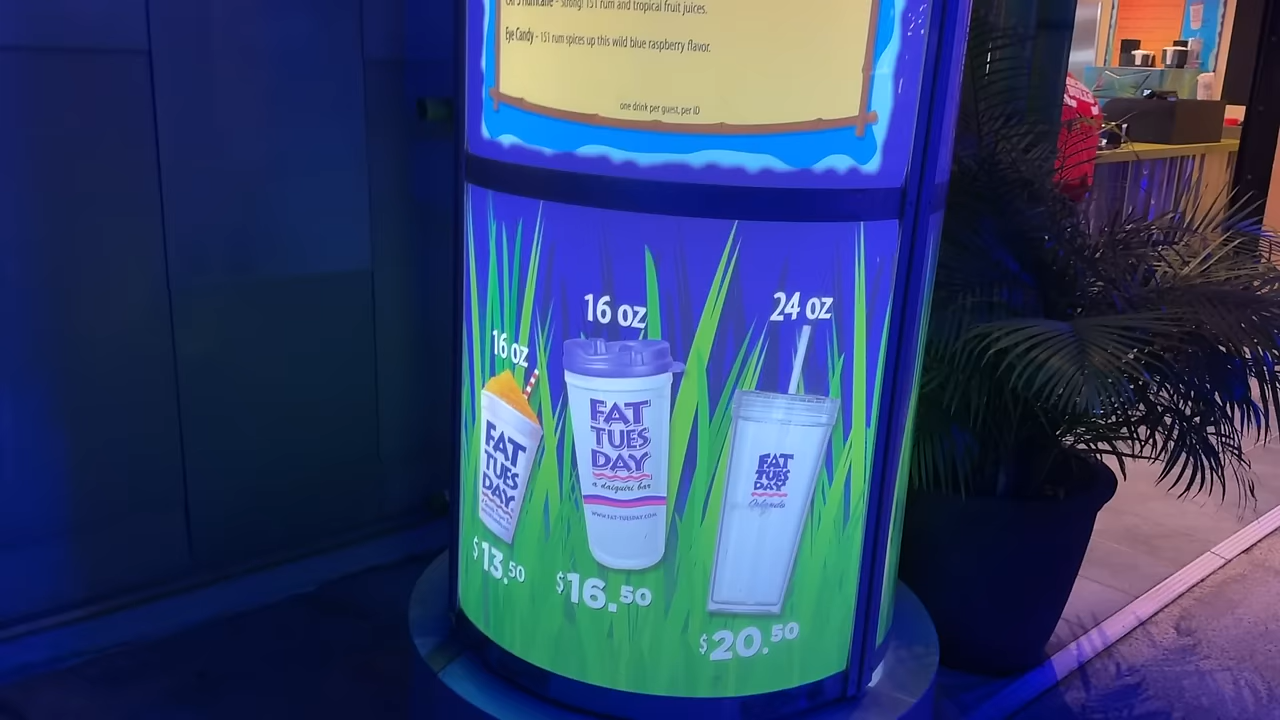 Hurricane - Strong! 151 rum and tropical fruit juices.
Eye Candy - 151 rum spices up this wild blue raspberry flavor.
one drink per guest, per iD
16 oz
16 oz
24 oz
FAT
TUES
DAY
$13.50
FAT
TUES
DAY
a daiquiri bar
WWW.FAT-TUESDAY.COM
$16.50
FAT
TUES
DAY
Orlando
$20.50